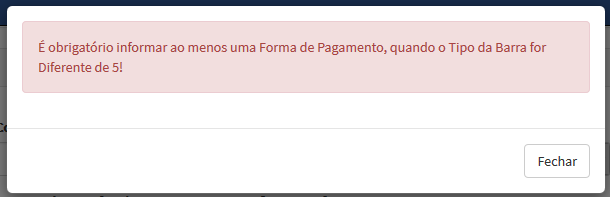 É obrigatório informar ao menos uma Forma de Pagamento, quando o Tipo da Barra for
Diferente de 5!
Fechar